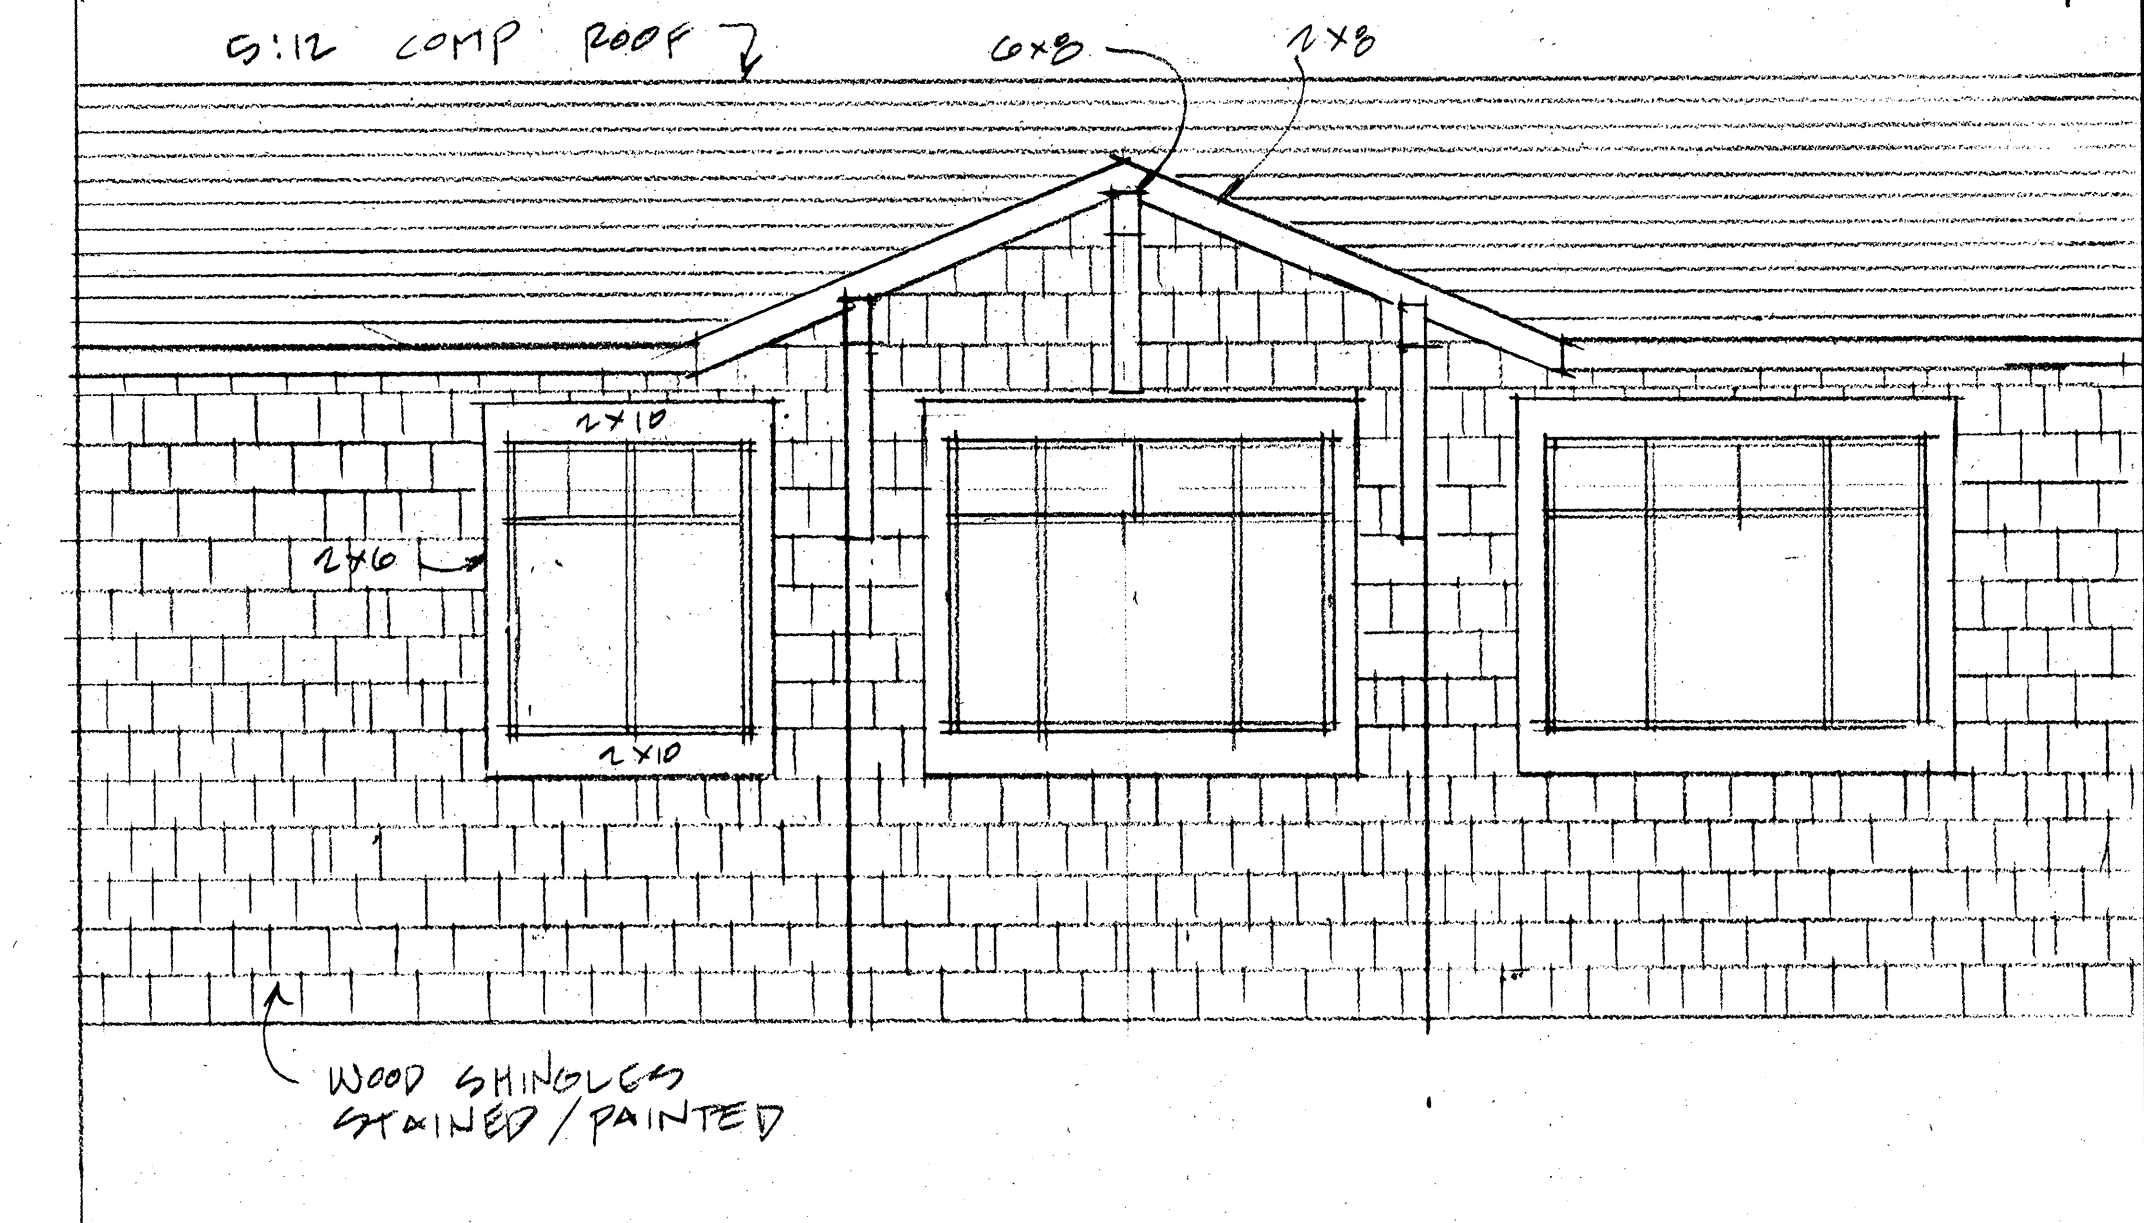 5:12 COMP ROOF
6x8
2x8
2x10
2x6
2x10
WOOD SHINGLES
STAINED/PAINTED